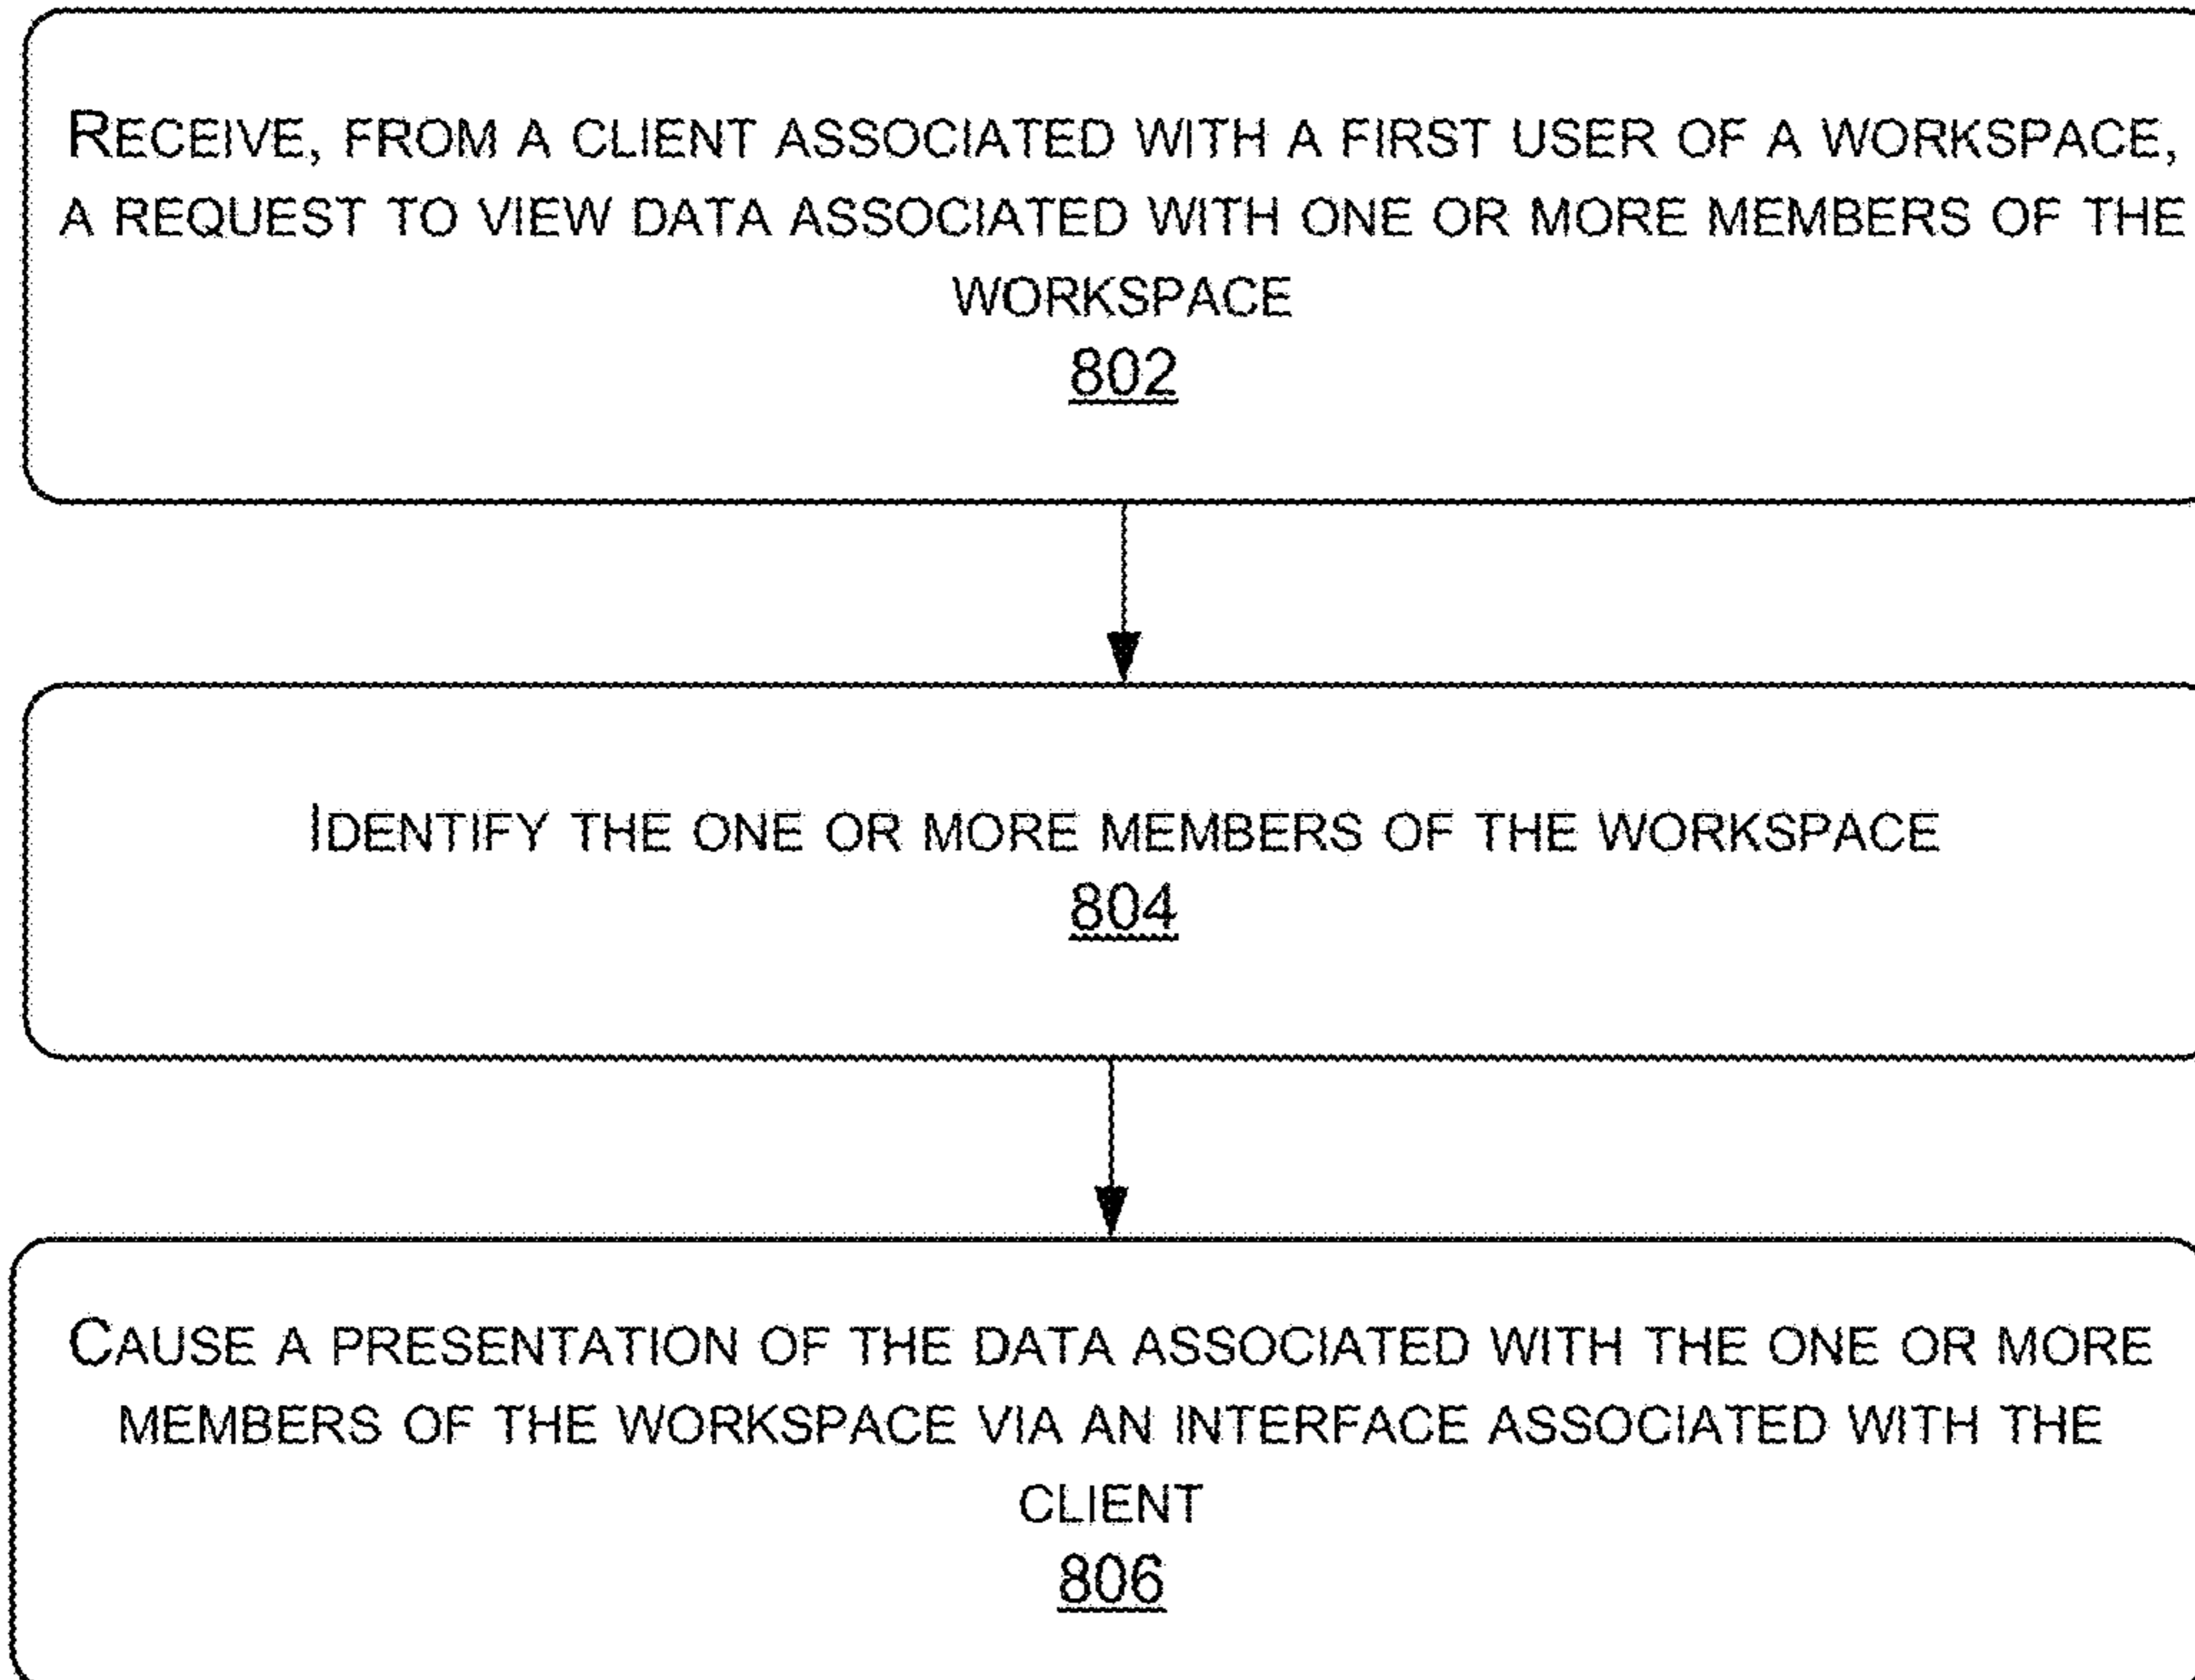 RECEIVE, FROM A CLIENT ASSOCIATED WITH A FIRST USER OF A WORKSPACE,
A REQUEST TO VIEW DATA ASSOCIATED WITH ONE OR MORE MEMBERS OF THE
WORKSPACE
802
IDENTIFY THE ONE OR MORE MEMBERS OF THE WORKSPACE
804
CAUSE A PRESENTATION OF THE DATA ASSOCIATED WITH THE ONE OR MORE
MEMBERS OF THE WORKSPACE VIA AN INTERFACE ASSOCIATED WITH THE
CLIENT
806